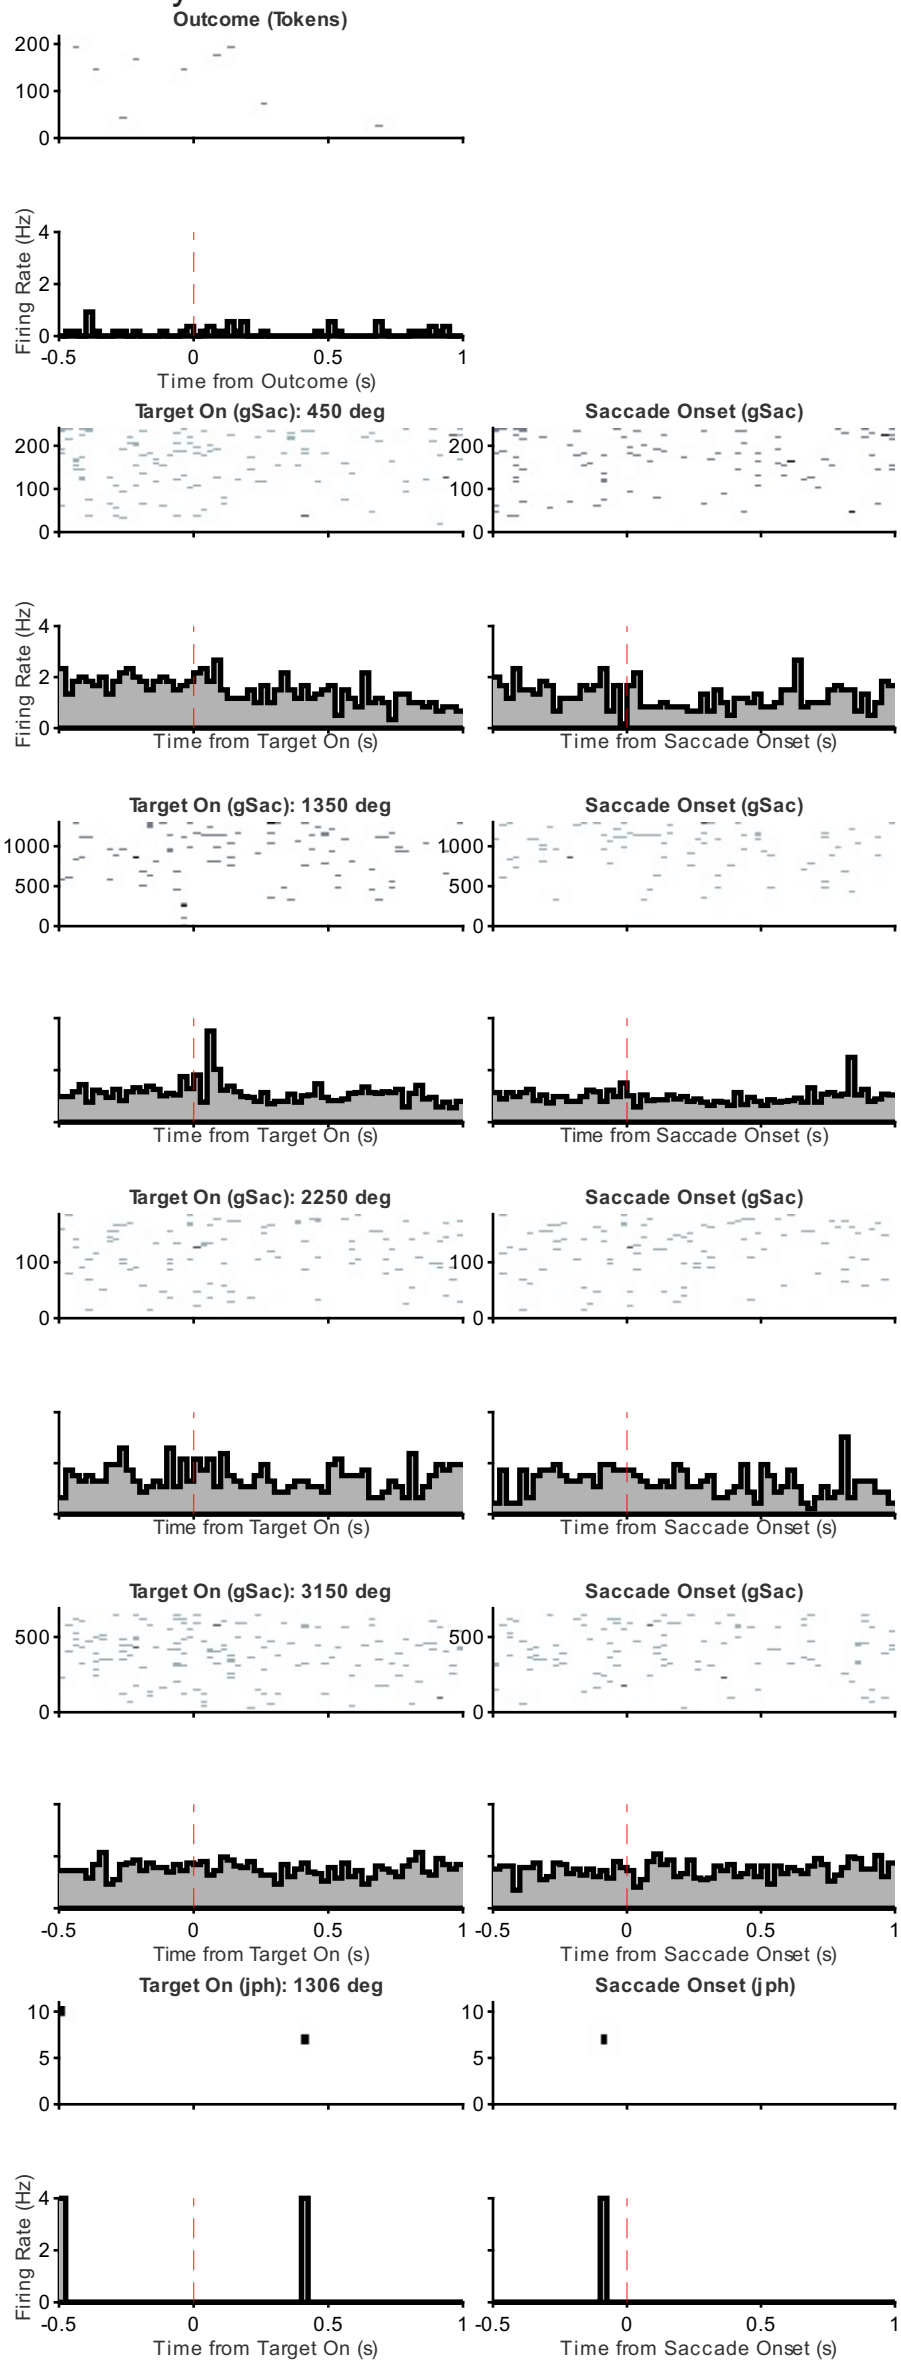 Outcome (Tokens)
200
100
0
Firing Rate (Hz)
4
2
0
-0.5 0 0.5 1
Time from Outcome (s)
Target On (gSac): 450 deg Saccade Onset (gSac)
200 200
100 100
0 0
Firing Rate (Hz)
4
2
0
Time from Target On (s) Time from Saccade Onset (s)
Target On (gSac): 1350 deg Saccade Onset (gSac)
1000 1000
500 500
0 0
Time from Target On (s) Time from Saccade Onset (s)
Target On (gSac): 2250 deg Saccade Onset (gSac)
100 100
0 0
Time from Target On (s) Time from Saccade Onset (s)
Target On (gSac): 3150 deg Saccade Onset (gSac)
500 500
0 0
-0.5 0 0.5 1 -0.5 0 0.5 1
Time from Target On (s) Time from Saccade Onset (s)
Target On (jph): 1306 deg Saccade Onset (jph)
10 10
5 5
0 0
Firing Rate (Hz)
4
2
0
-0.5 0 0.5 1 -0.5 0 0.5 1
Time from Target On (s) Time from Saccade Onset (s)